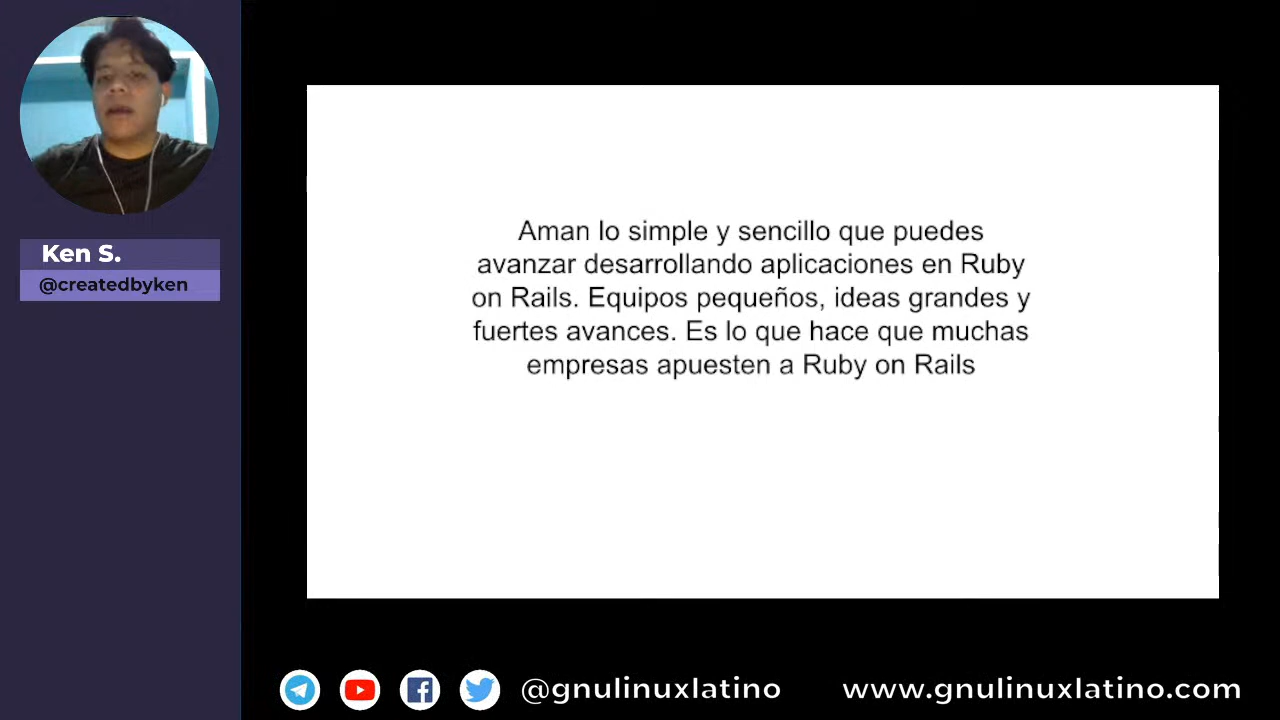 Ken S.
@createdbyken
Aman lo simple y sencillo que puedes
avanzar desarrollando aplicaciones en Ruby
on Rails. Equipos pequeños, ideas grandes y
fuertes avances. Es lo que hace que muchas
empresas apuesten a Ruby on Rails
@gnulinuxlatino
www.gnulinuxlatino.com